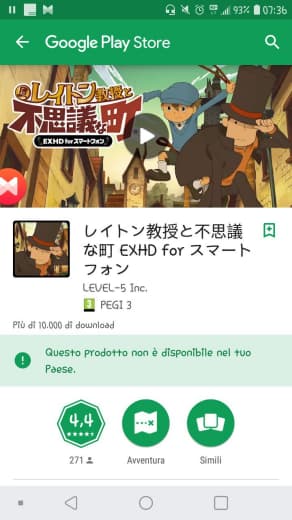 93% 07:36
Google Play Store
レイトン教授と
不思議な町
EXHD for スマートフォン
レイトン教授と不思議
な町 EXHD for スマート
フォン
LEVEL-5 Inc.
3 PEGI 3
Più di 10.000 di download
Questo prodotto non è disponibile nel tuo
Paese.
4,4
271 Avventura Simili